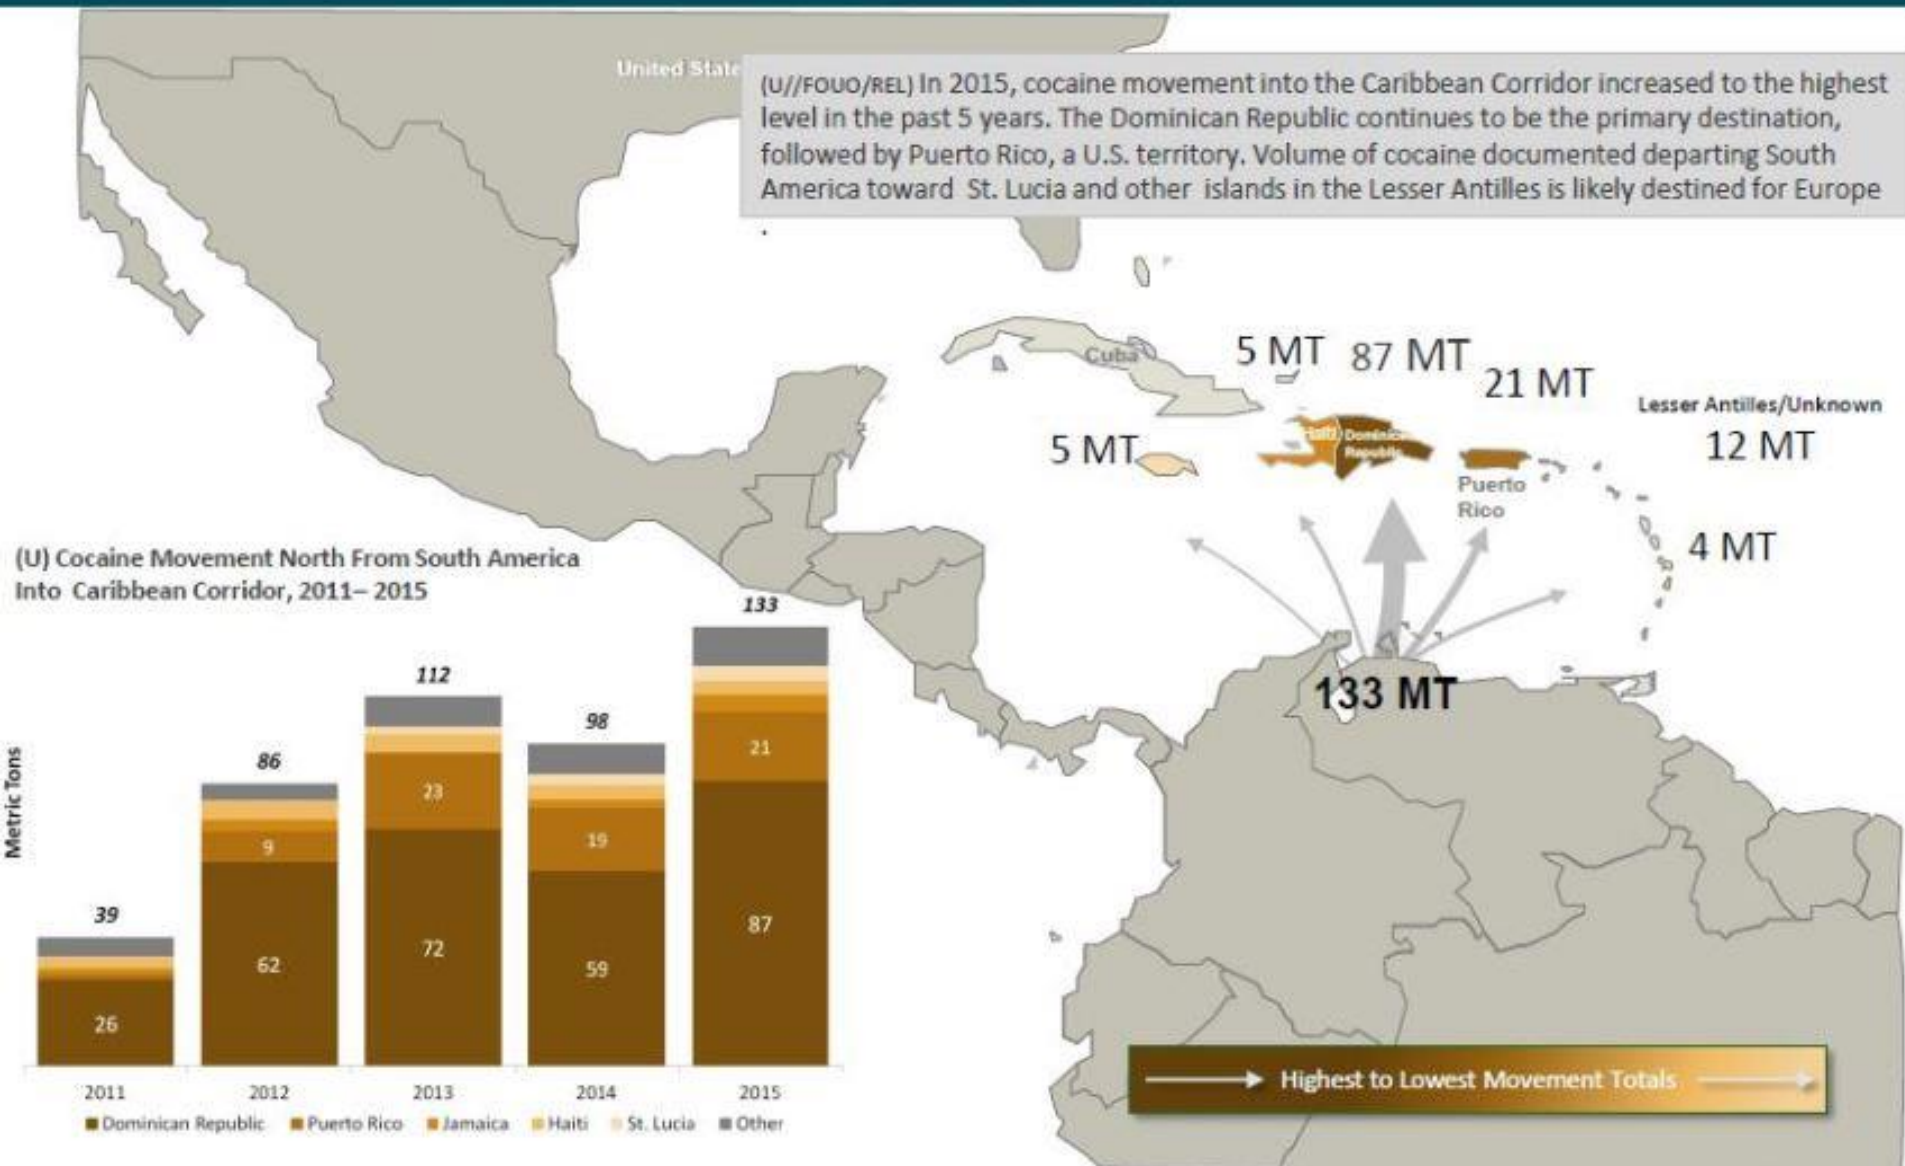 United State
(U//FOUO/REL) In 2015, cocaine movement into the Caribbean Corridor increased to the highest
level in the past 5 years. The Dominican Republic continues to be the primary destination,
followed by Puerto Rico, a U.S. territory. Volume of cocaine documented departing South
America toward St. Lucia and other islands in the Lesser Antilles is likely destined for Europe
.
Cuba
5 MT
87 MT
21 MT
Lesser Antilles/Unknown
12 MT
5 MT
Haiti
Dominican
Republic
Puerto
Rico
4 MT
133 MT
(U) Cocaine Movement North From South America
Into Caribbean Corridor, 2011– 2015
Metric Tons
39
86
112
98
133
26
62
9
72
23
59
19
87
21
2011
2012
2013
2014
2015
Dominican Republic
Puerto Rico
Jamaica
Haiti
St. Lucia
Other
Highest to Lowest Movement Totals